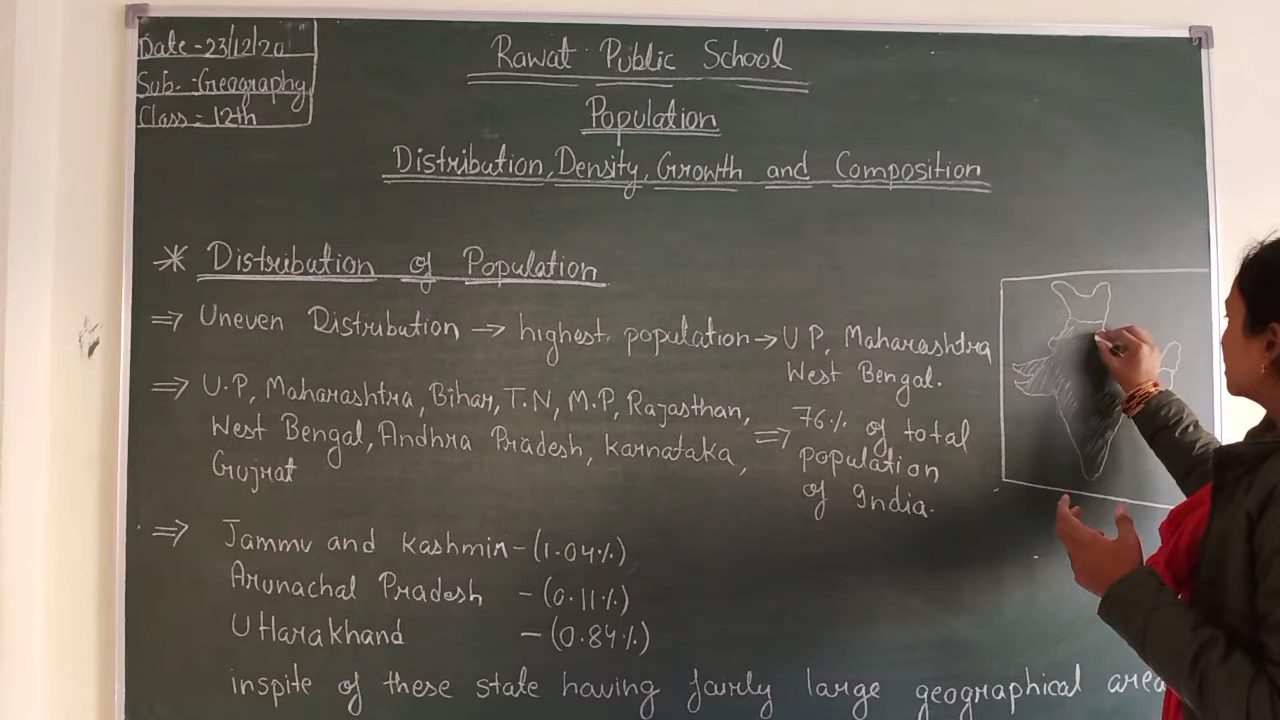 Date - 23/12/20
Sub. - Geography
Class = 12th
Rawat Public School
Population
Distribution, Density, Growth and Composition
* Distribution of Population
⇒ Uneven Distribution → highest population → U P, Maharashtra
West Bengal.
⇒ U.P, Maharashtra, Bihar, T.N, M.P, Rajasthan,
West Bengal, Andhra Pradesh, Karnataka,
Gujrat
⇒ 76% of total
population
of India.
⇒ Jammu and Kashmir - (1.04%)
Arunachal Pradesh - (0.11%)
Uttarakhand - (0.84%)
inspite of these state having fairly large geographical area